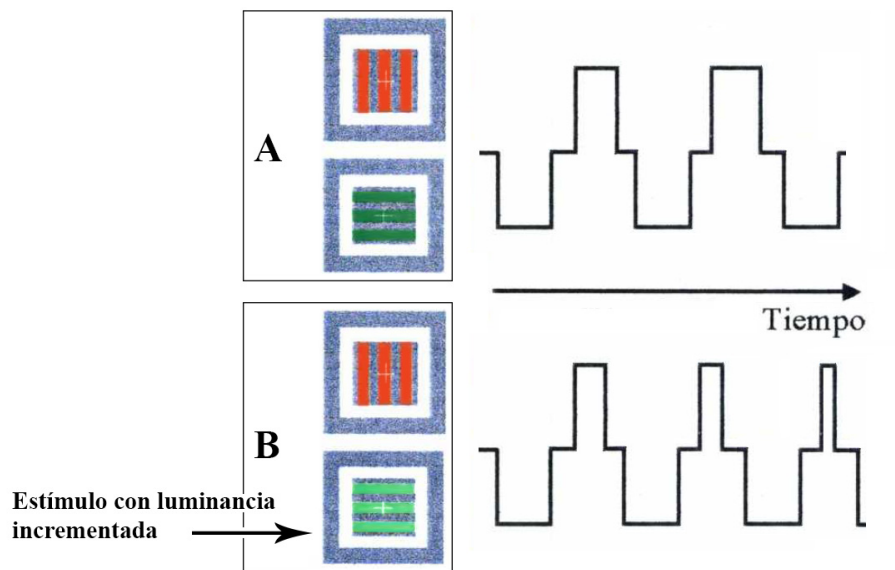 A
Tiempo
B
Estímulo con luminancia
incrementada